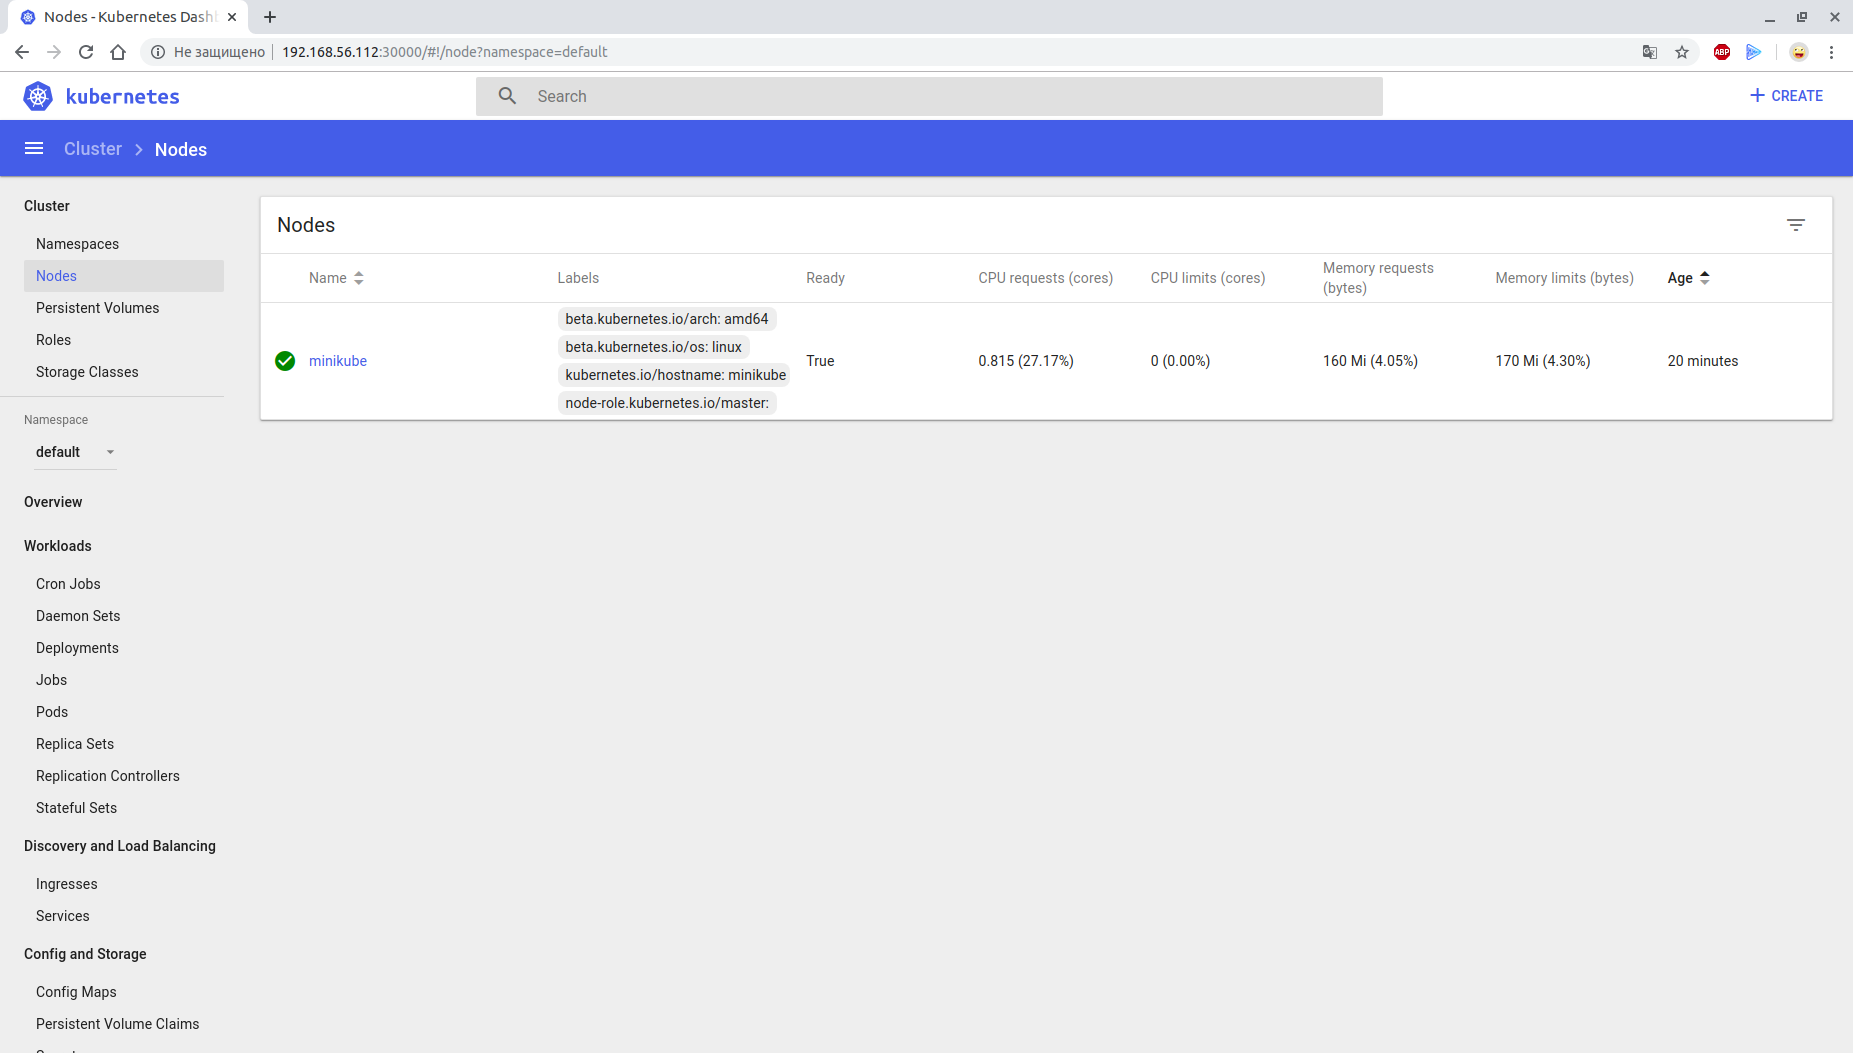 Nodes - Kubernetes Dash
Не защищено 192.168.56.112:30000/#!/node?namespace=default
ABP
kubernetes
Search
CREATE
Cluster Nodes
Cluster
Namespaces
Nodes
Persistent Volumes
Roles
Storage Classes
Namespace
default
Overview
Workloads
Cron Jobs
Daemon Sets
Deployments
Jobs
Pods
Replica Sets
Replication Controllers
Stateful Sets
Discovery and Load Balancing
Ingresses
Services
Config and Storage
Config Maps
Persistent Volume Claims
Nodes
Name Labels Ready CPU requests (cores) CPU limits (cores) Memory requests (bytes) Memory limits (bytes) Age
beta.kubernetes.io/arch: amd64
beta.kubernetes.io/os: linux
minikube True 0.815 (27.17%) 0 (0.00%) 160 Mi (4.05%) 170 Mi (4.30%) 20 minutes
kubernetes.io/hostname: minikube
node-role.kubernetes.io/master: